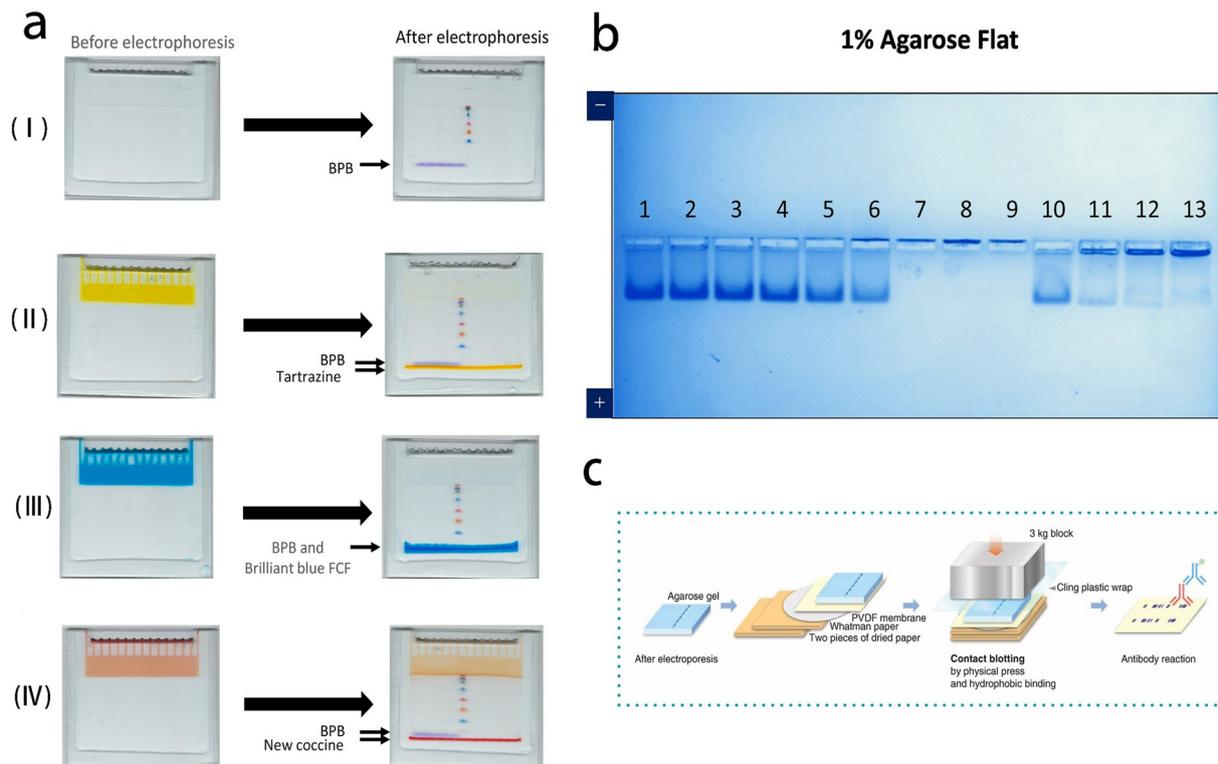 a
Before electrophoresis
After electrophoresis
( I )
BPB
( II )
BPB
Tartrazine
(III)
BPB and
Brilliant blue FCF
(IV)
BPB
New coccine
b
1% Agarose Flat
−
1 2 3 4 5 6 7 8 9 10 11 12 13
+
C
3 kg block
Cling plastic wrap
Agarose gel
PVDF membrane
Whatman paper
Two pieces of dried paper
After electroporesis
Contact blotting
by physical press
and hydrophobic binding
Antibody reaction